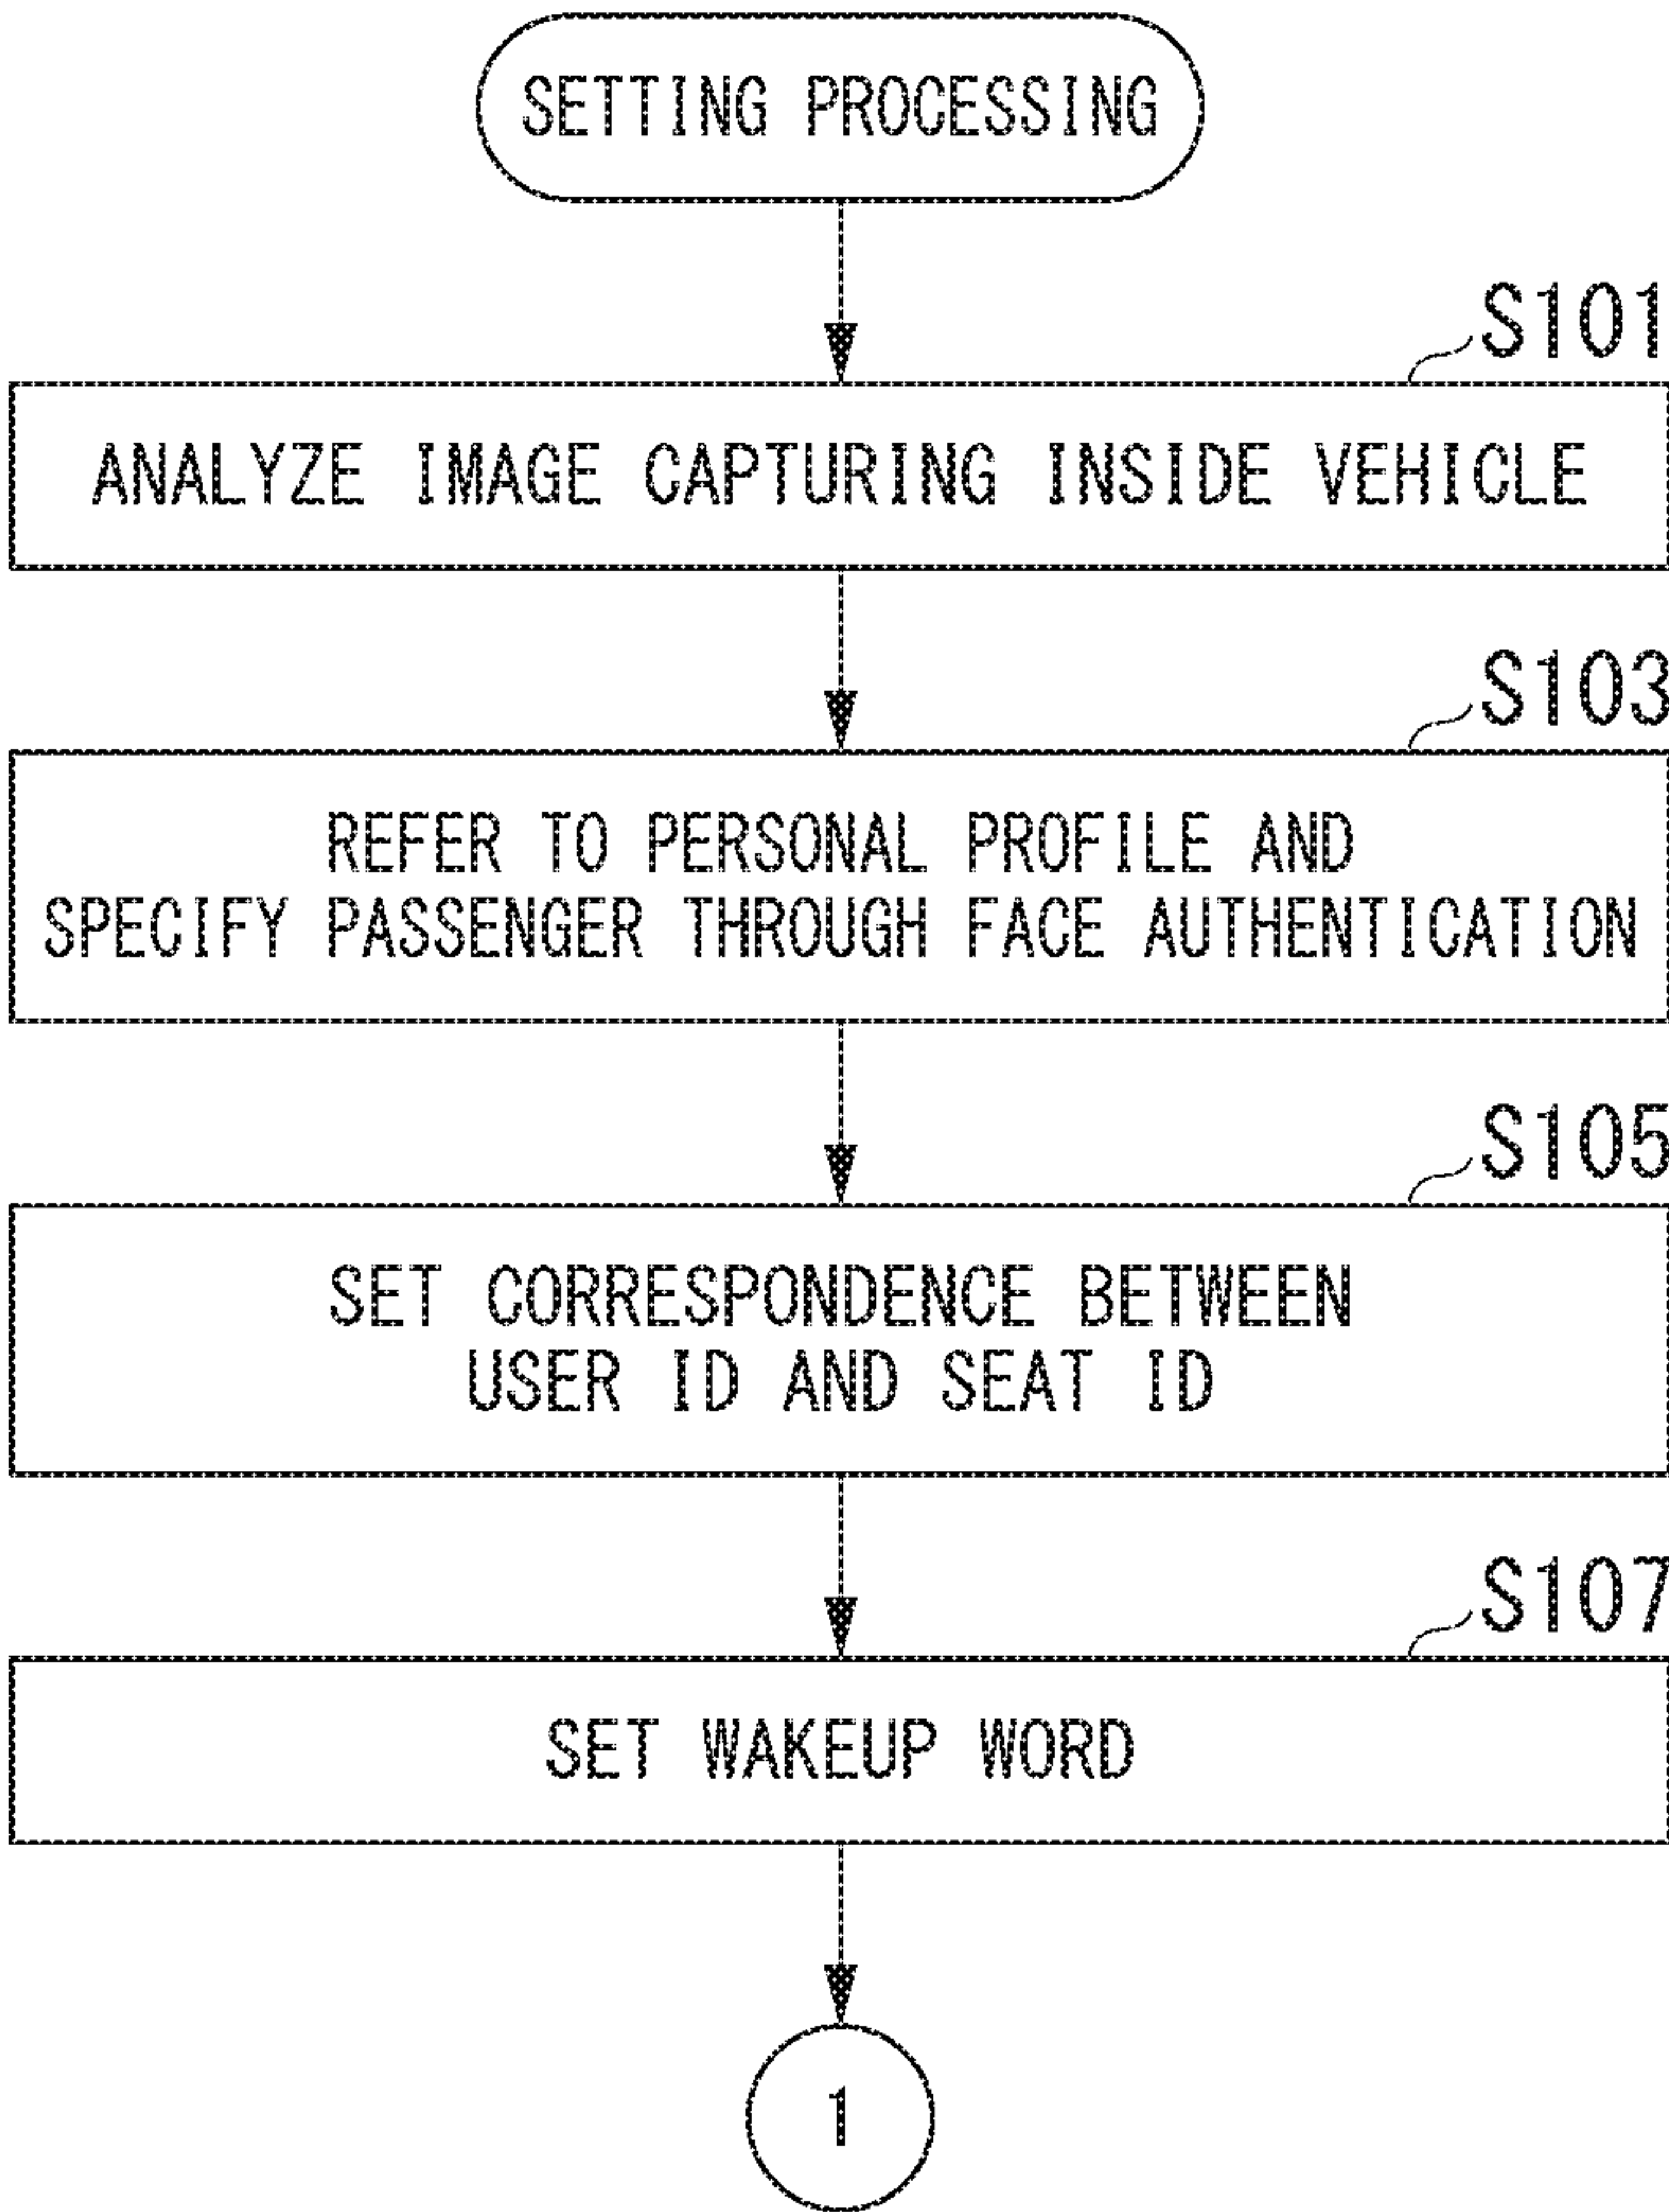 SETTING PROCESSING
S101
ANALYZE IMAGE CAPTURING INSIDE VEHICLE
S103
REFER TO PERSONAL PROFILE AND
SPECIFY PASSENGER THROUGH FACE AUTHENTICATION
S105
SET CORRESPONDENCE BETWEEN
USER ID AND SEAT ID
S107
SET WAKEUP WORD
1